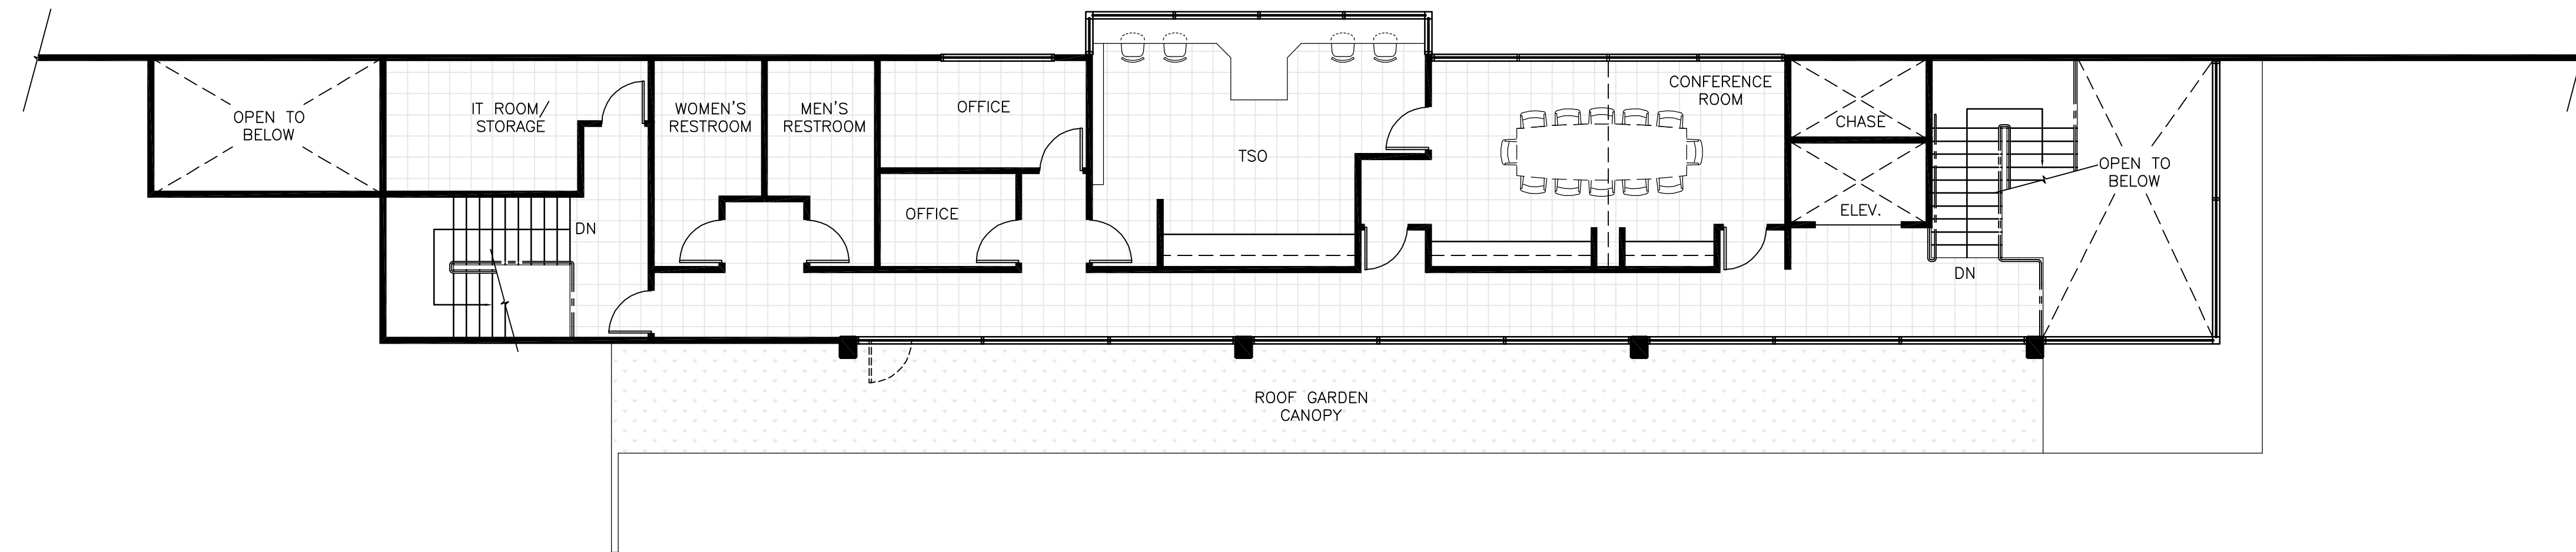 OPEN TO
BELOW
IT ROOM/
STORAGE
DN
WOMEN'S
RESTROOM
MEN'S
RESTROOM
OFFICE
OFFICE
TSO
CONFERENCE
ROOM
CHASE
ELEV.
OPEN TO
BELOW
DN
ROOF GARDEN
CANOPY